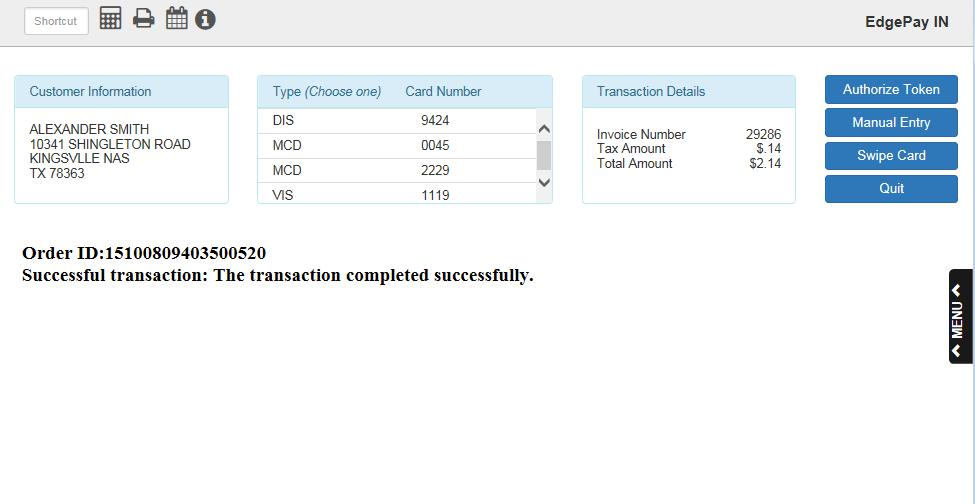 Shortcut
EdgePay IN
Customer Information
ALEXANDER SMITH
10341 SHINGLETON ROAD
KINGSVLLE NAS
TX 78363
Type (Choose one) Card Number
DIS 9424
MCD 0045
MCD 2229
VIS 1119
Transaction Details
Invoice Number 29286
Tax Amount $.14
Total Amount $2.14
Authorize Token
Manual Entry
Swipe Card
Quit
Order ID:15100809403500520
Successful transaction: The transaction completed successfully.
MENU